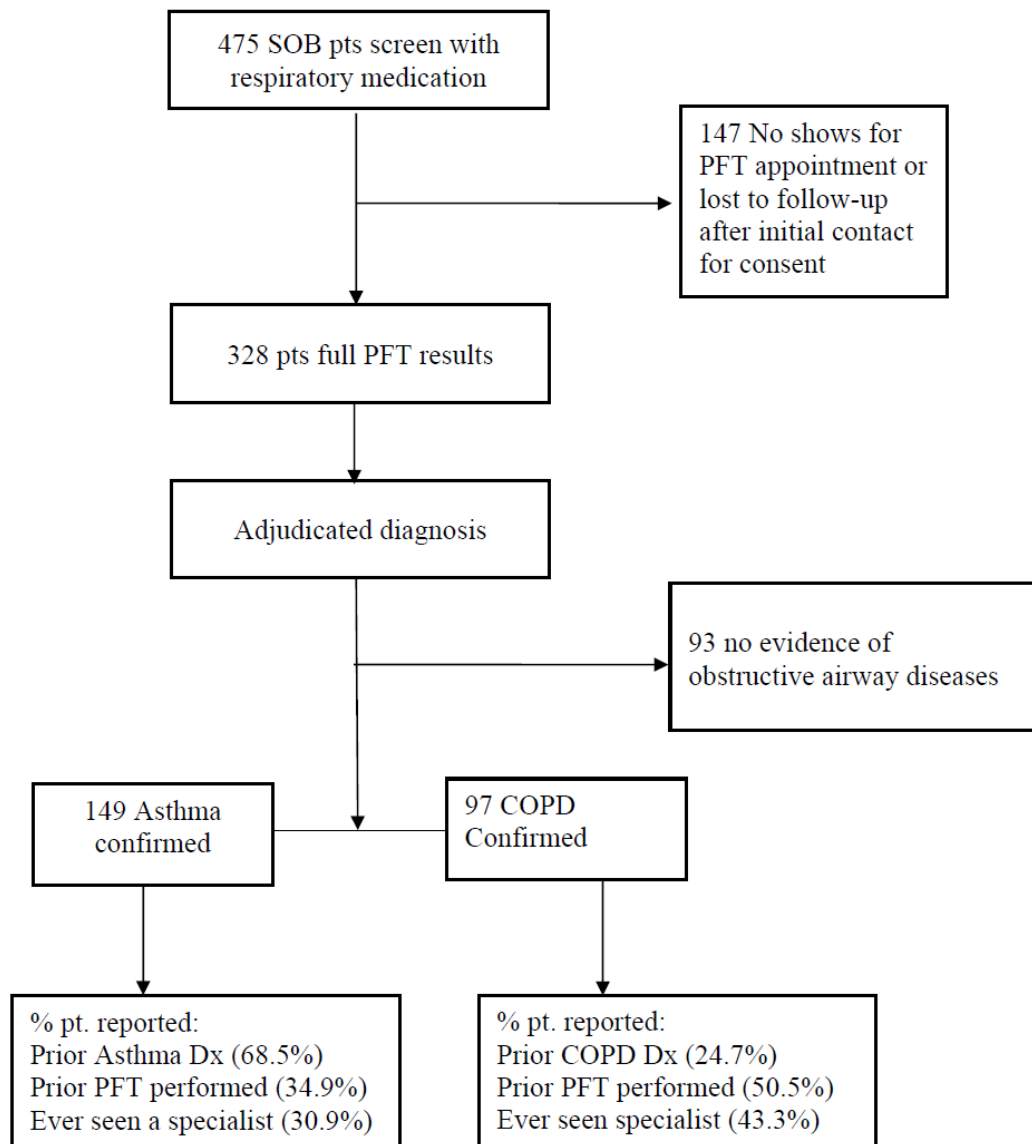 475 SOB pts screen with
respiratory medication
147 No shows for
PFT appointment or
lost to follow-up
after initial contact
for consent
328 pts full PFT results
Adjudicated diagnosis
93 no evidence of
obstructive airway diseases
149 Asthma
confirmed
97 COPD
Confirmed
% pt. reported:
Prior Asthma Dx (68.5%)
Prior PFT performed (34.9%)
Ever seen a specialist (30.9%)
% pt. reported:
Prior COPD Dx (24.7%)
Prior PFT performed (50.5%)
Ever seen specialist (43.3%)